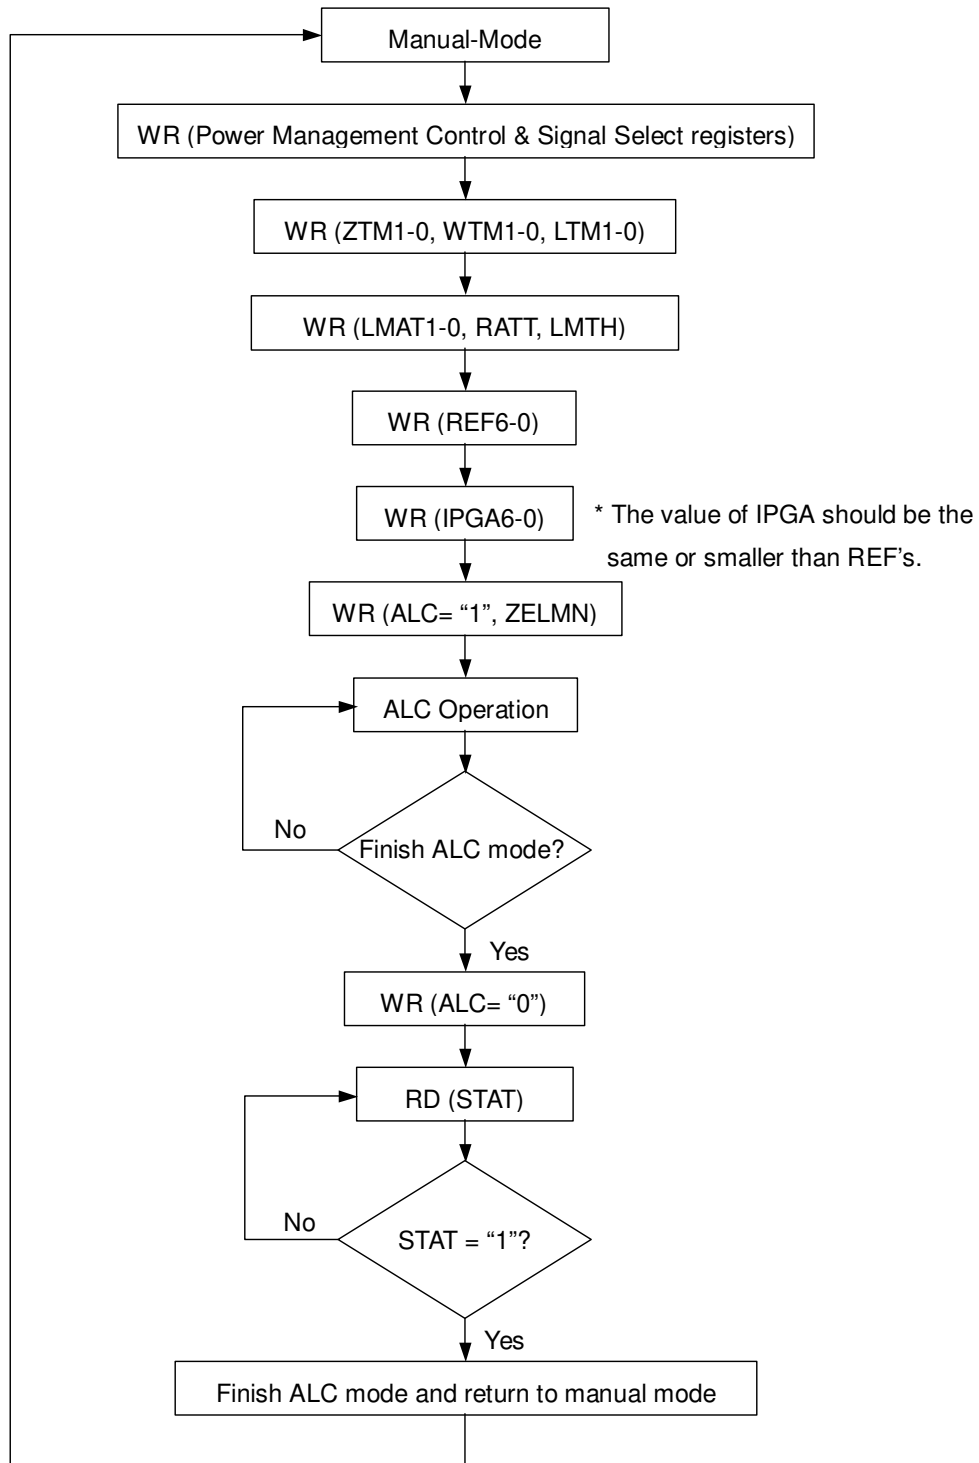 Manual-Mode
WR (Power Management Control & Signal Select registers)
WR (ZTM1-0, WTM1-0, LTM1-0)
WR (LMAT1-0, RATT, LMTH)
WR (REF6-0)
WR (IPGA6-0)
* The value of IPGA should be the
same or smaller than REF’s.
WR (ALC= “1”, ZELMN)
ALC Operation
No
Finish ALC mode?
Yes
WR (ALC= “0”)
RD (STAT)
No
STAT = “1”?
Yes
Finish ALC mode and return to manual mode